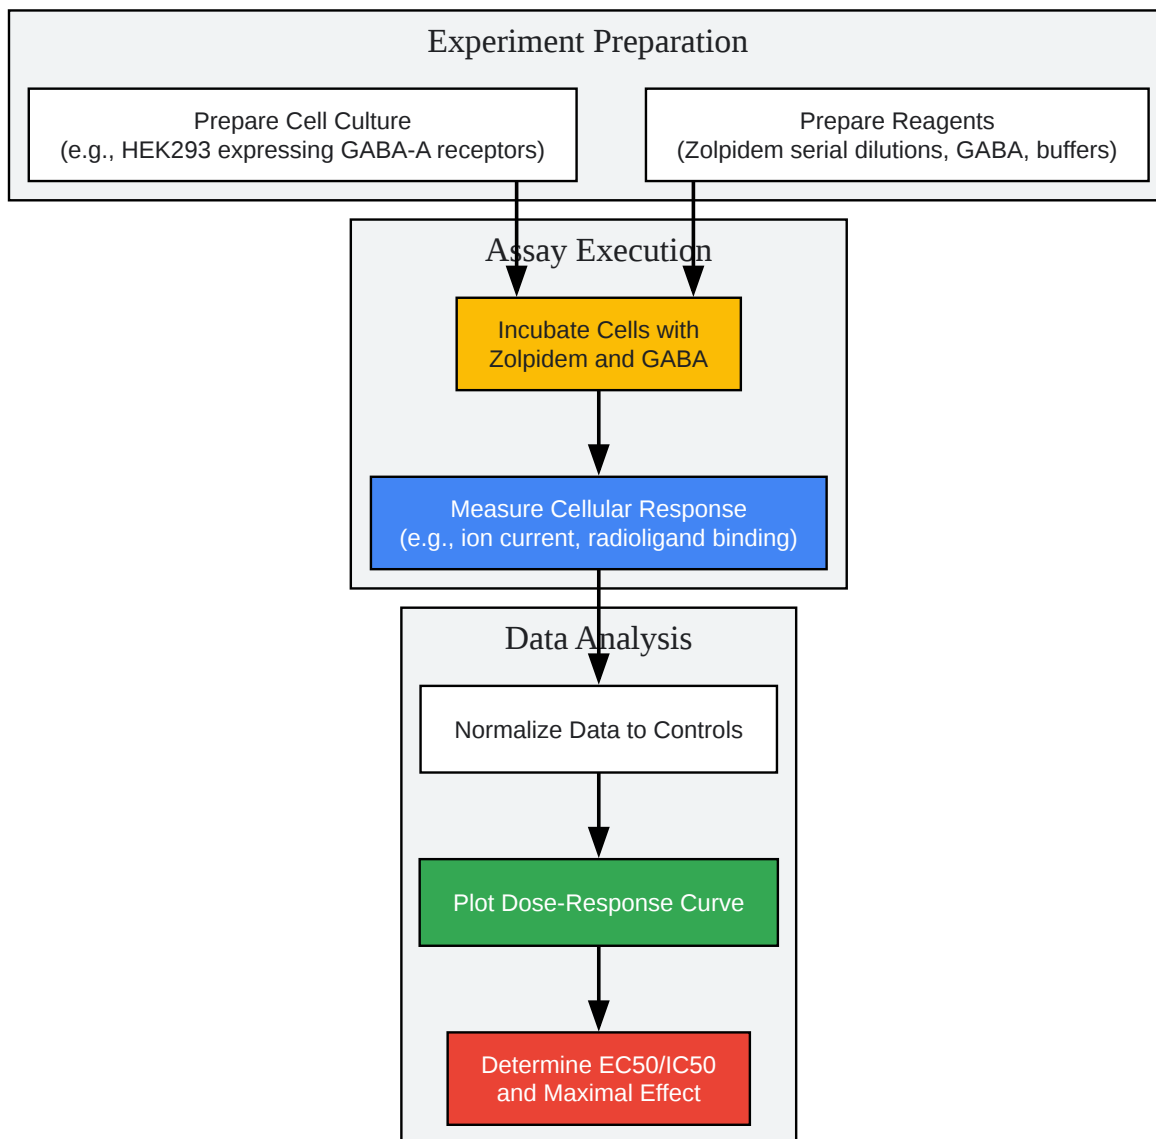 Experiment Preparation
Prepare Cell Culture
(e.g., HEK293 expressing GABA-A receptors)
Prepare Reagents
(Zolpidem serial dilutions, GABA, buffers)
Assay Execution
Incubate Cells with
Zolpidem and GABA
Measure Cellular Response
(e.g., ion current, radioligand binding)
Data Analysis
Normalize Data to Controls
Plot Dose-Response Curve
Determine EC50/IC50
and Maximal Effect